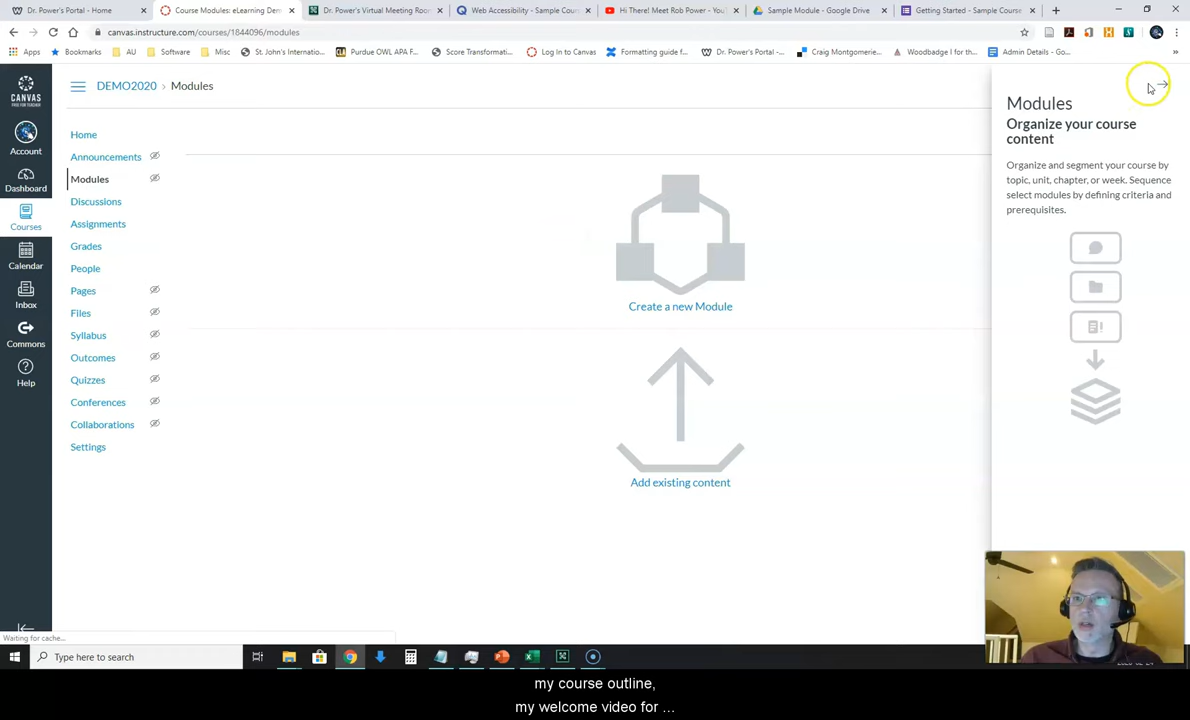 Dr. Power's Portal - Home
Course Modules: eLearning Dem
Dr. Power's Virtual Meeting Room
Web Accessibility - Sample Cours
Hi There! Meet Rob Power - YouT
Sample Module - Google Drive
Getting Started - Sample Course
canvas.instructure.com/courses/1844096/modules
Apps
Bookmarks
AU
Software
Misc
St. John's Internatio...
Purdue OWL APA F...
Score Transformati...
Log In to Canvas
Formatting guide f...
Dr. Power's Portal -...
Craig Montgomerie...
Woodbadge I for th...
Admin Details - Go...
CANVAS
FREE FOR TEACHER
Account
Dashboard
Courses
Calendar
Inbox
Commons
Help
DEMO2020 › Modules
Home
Announcements
Modules
Discussions
Assignments
Grades
People
Pages
Files
Syllabus
Outcomes
Quizzes
Conferences
Collaborations
Settings
Create a new Module
Add existing content
Modules
Organize your course
content
Organize and segment your course by
topic, unit, chapter, or week. Sequence
select modules by defining criteria and
prerequisites.
Waiting for cache...
Type here to search
my course outline,
my welcome video for ...